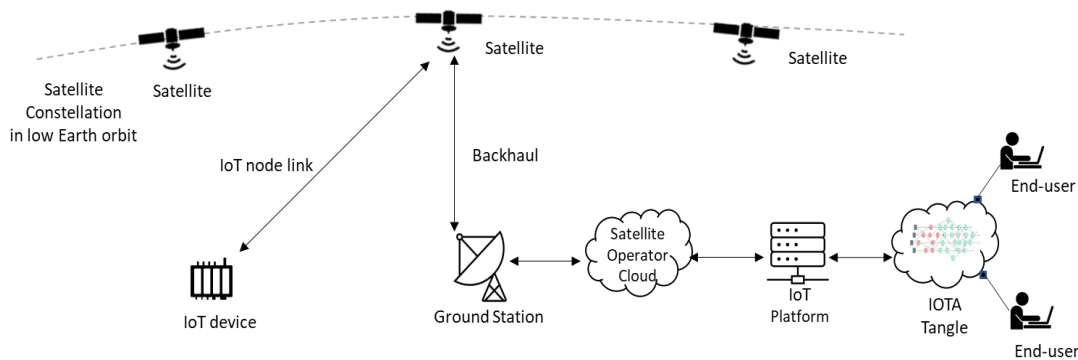 Satellite
Satellite
Satellite
Satellite
Constellation
in low Earth orbit
IoT node link
Backhaul
End-user
Satellite
Operator
Cloud
IoT device
Ground Station
IoT
Platform
IOTA
Tangle
End-user